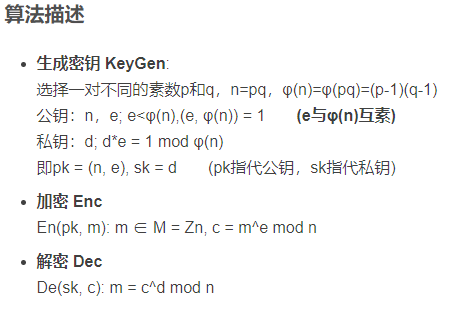 算法描述
生成密钥 KeyGen:
选择一对不同的素数p和q，n=pq，φ(n)=φ(pq)=(p-1)(q-1)
公钥：n，e; e<φ(n),(e, φ(n)) = 1 (e与φ(n)互素)
私钥：d; d*e = 1 mod φ(n)
即pk = (n, e), sk = d (pk指代公钥，sk指代私钥)
加密 Enc
En(pk, m): m ∈ M = Zn, c = m^e mod n
解密 Dec
De(sk, c): m = c^d mod n